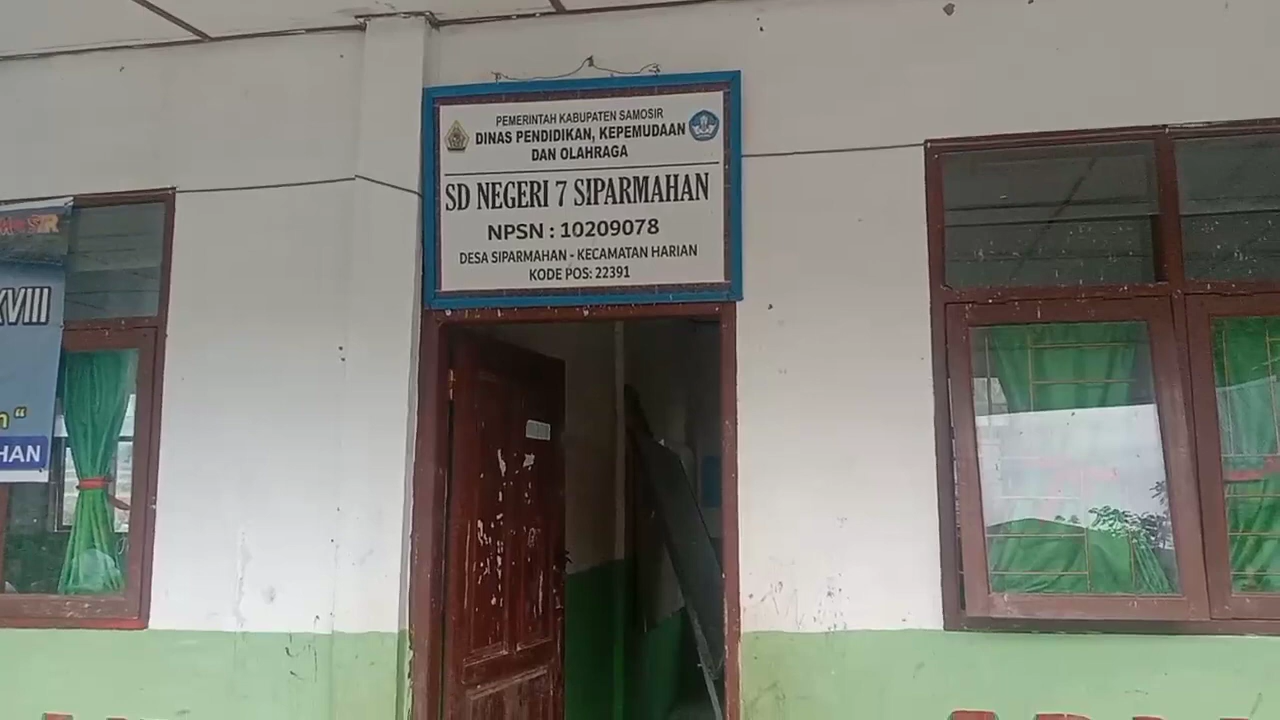 PEMERINTAH KABUPATEN SAMOSIR
DINAS PENDIDIKAN, KEPEMUDAAN
DAN OLAHRAGA
SD NEGERI 7 SIPARMAHAN
NPSN : 10209078
DESA SIPARMAHAN - KECAMATAN HARIAN
KODE POS: 22391
XVIII
HAN